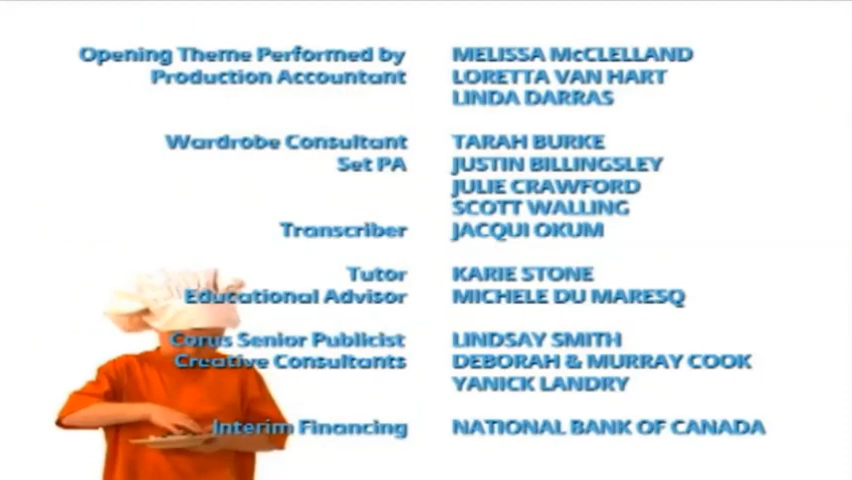 Opening Theme Performed by MELISSA McCLELLAND
Production Accountant LORETTA VAN HART
LINDA DARRAS
Wardrobe Consultant TARAH BURKE
Set PA JUSTIN BILLINGSLEY
JULIE CRAWFORD
SCOTT WALLING
Transcriber JACQUI OKUM
Tutor KARIE STONE
Educational Advisor MICHELE DU MARESQ
Corus Senior Publicist LINDSAY SMITH
Creative Consultants DEBORAH & MURRAY COOK
YANICK LANDRY
Interim Financing NATIONAL BANK OF CANADA